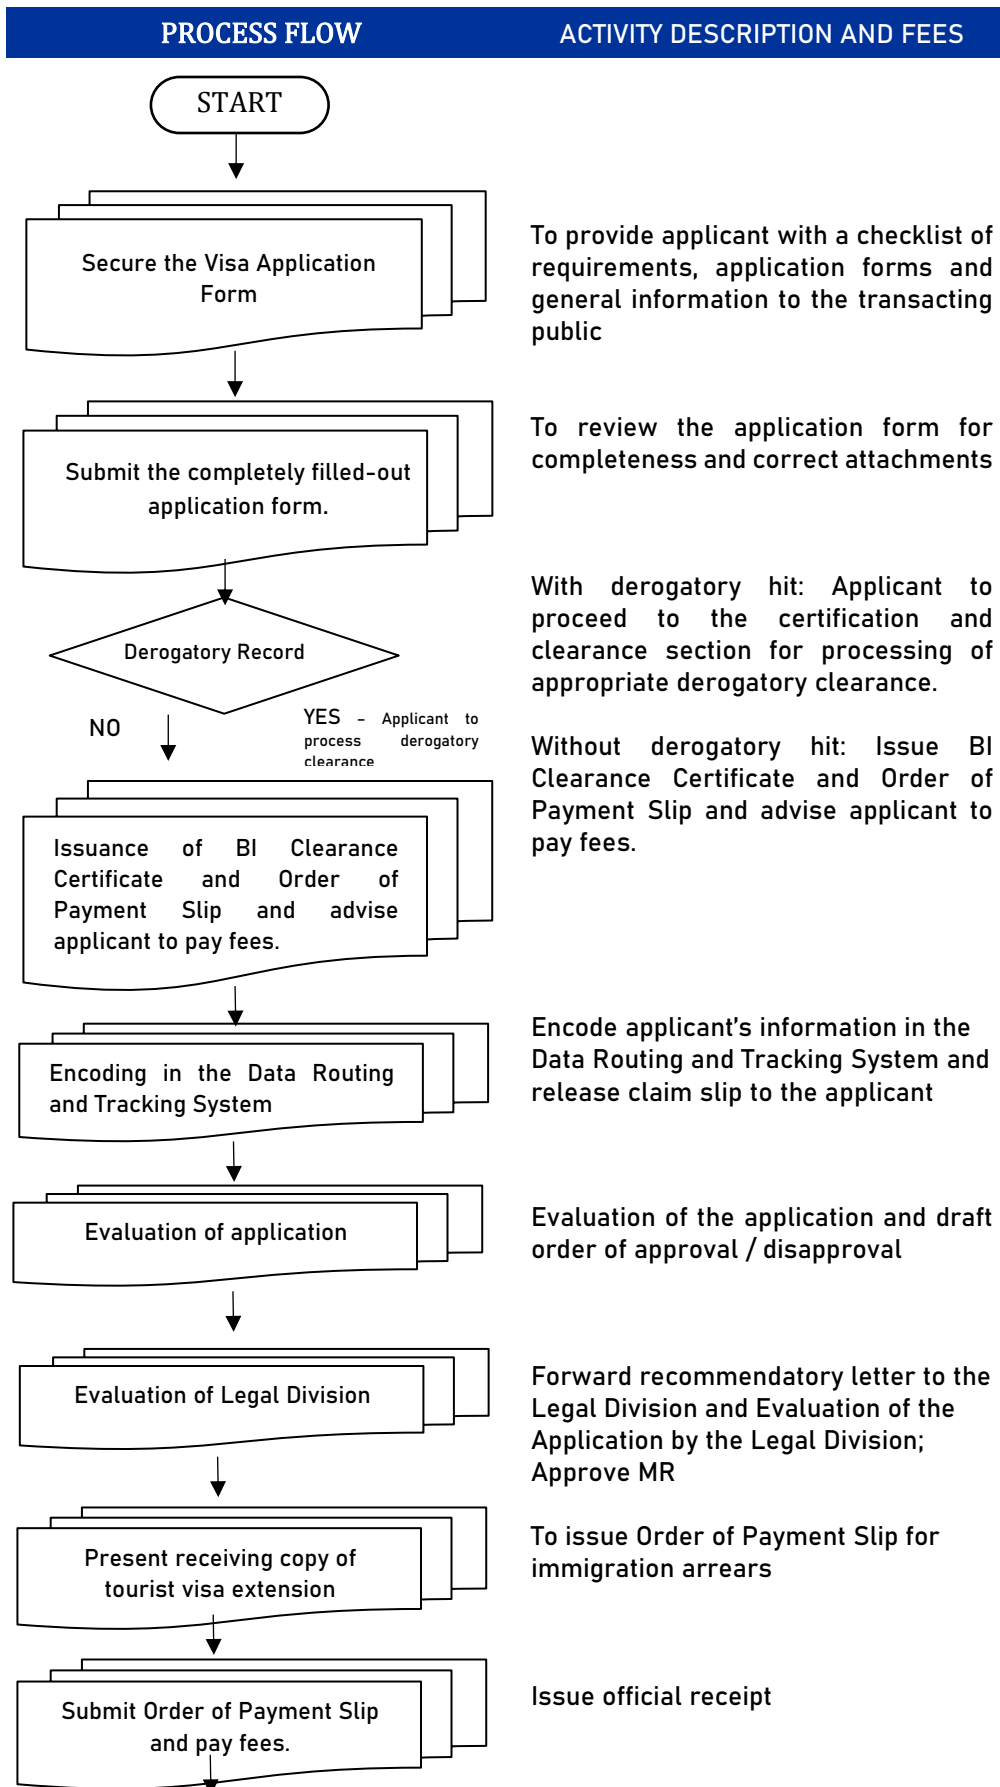 PROCESS FLOW
ACTIVITY DESCRIPTION AND FEES
START
Secure the Visa Application
Form
To provide applicant with a checklist of
requirements, application forms and
general information to the transacting
public
Submit the completely filled-out
application form.
To review the application form for
completeness and correct attachments
Derogatory Record
NO
YES - Applicant to
process derogatory
clearance
With derogatory hit: Applicant to
proceed to the certification and
clearance section for processing of
appropriate derogatory clearance.
Without derogatory hit: Issue BI
Clearance Certificate and Order of
Payment Slip and advise applicant to
pay fees.
Issuance of BI Clearance
Certificate and Order of
Payment Slip and advise
applicant to pay fees.
Encoding in the Data Routing
and Tracking System
Encode applicant's information in the
Data Routing and Tracking System and
release claim slip to the applicant
Evaluation of application
Evaluation of the application and draft
order of approval / disapproval
Evaluation of Legal Division
Forward recommendatory letter to the
Legal Division and Evaluation of the
Application by the Legal Division;
Approve MR
Present receiving copy of
tourist visa extension
To issue Order of Payment Slip for
immigration arrears
Submit Order of Payment Slip
and pay fees.
Issue official receipt